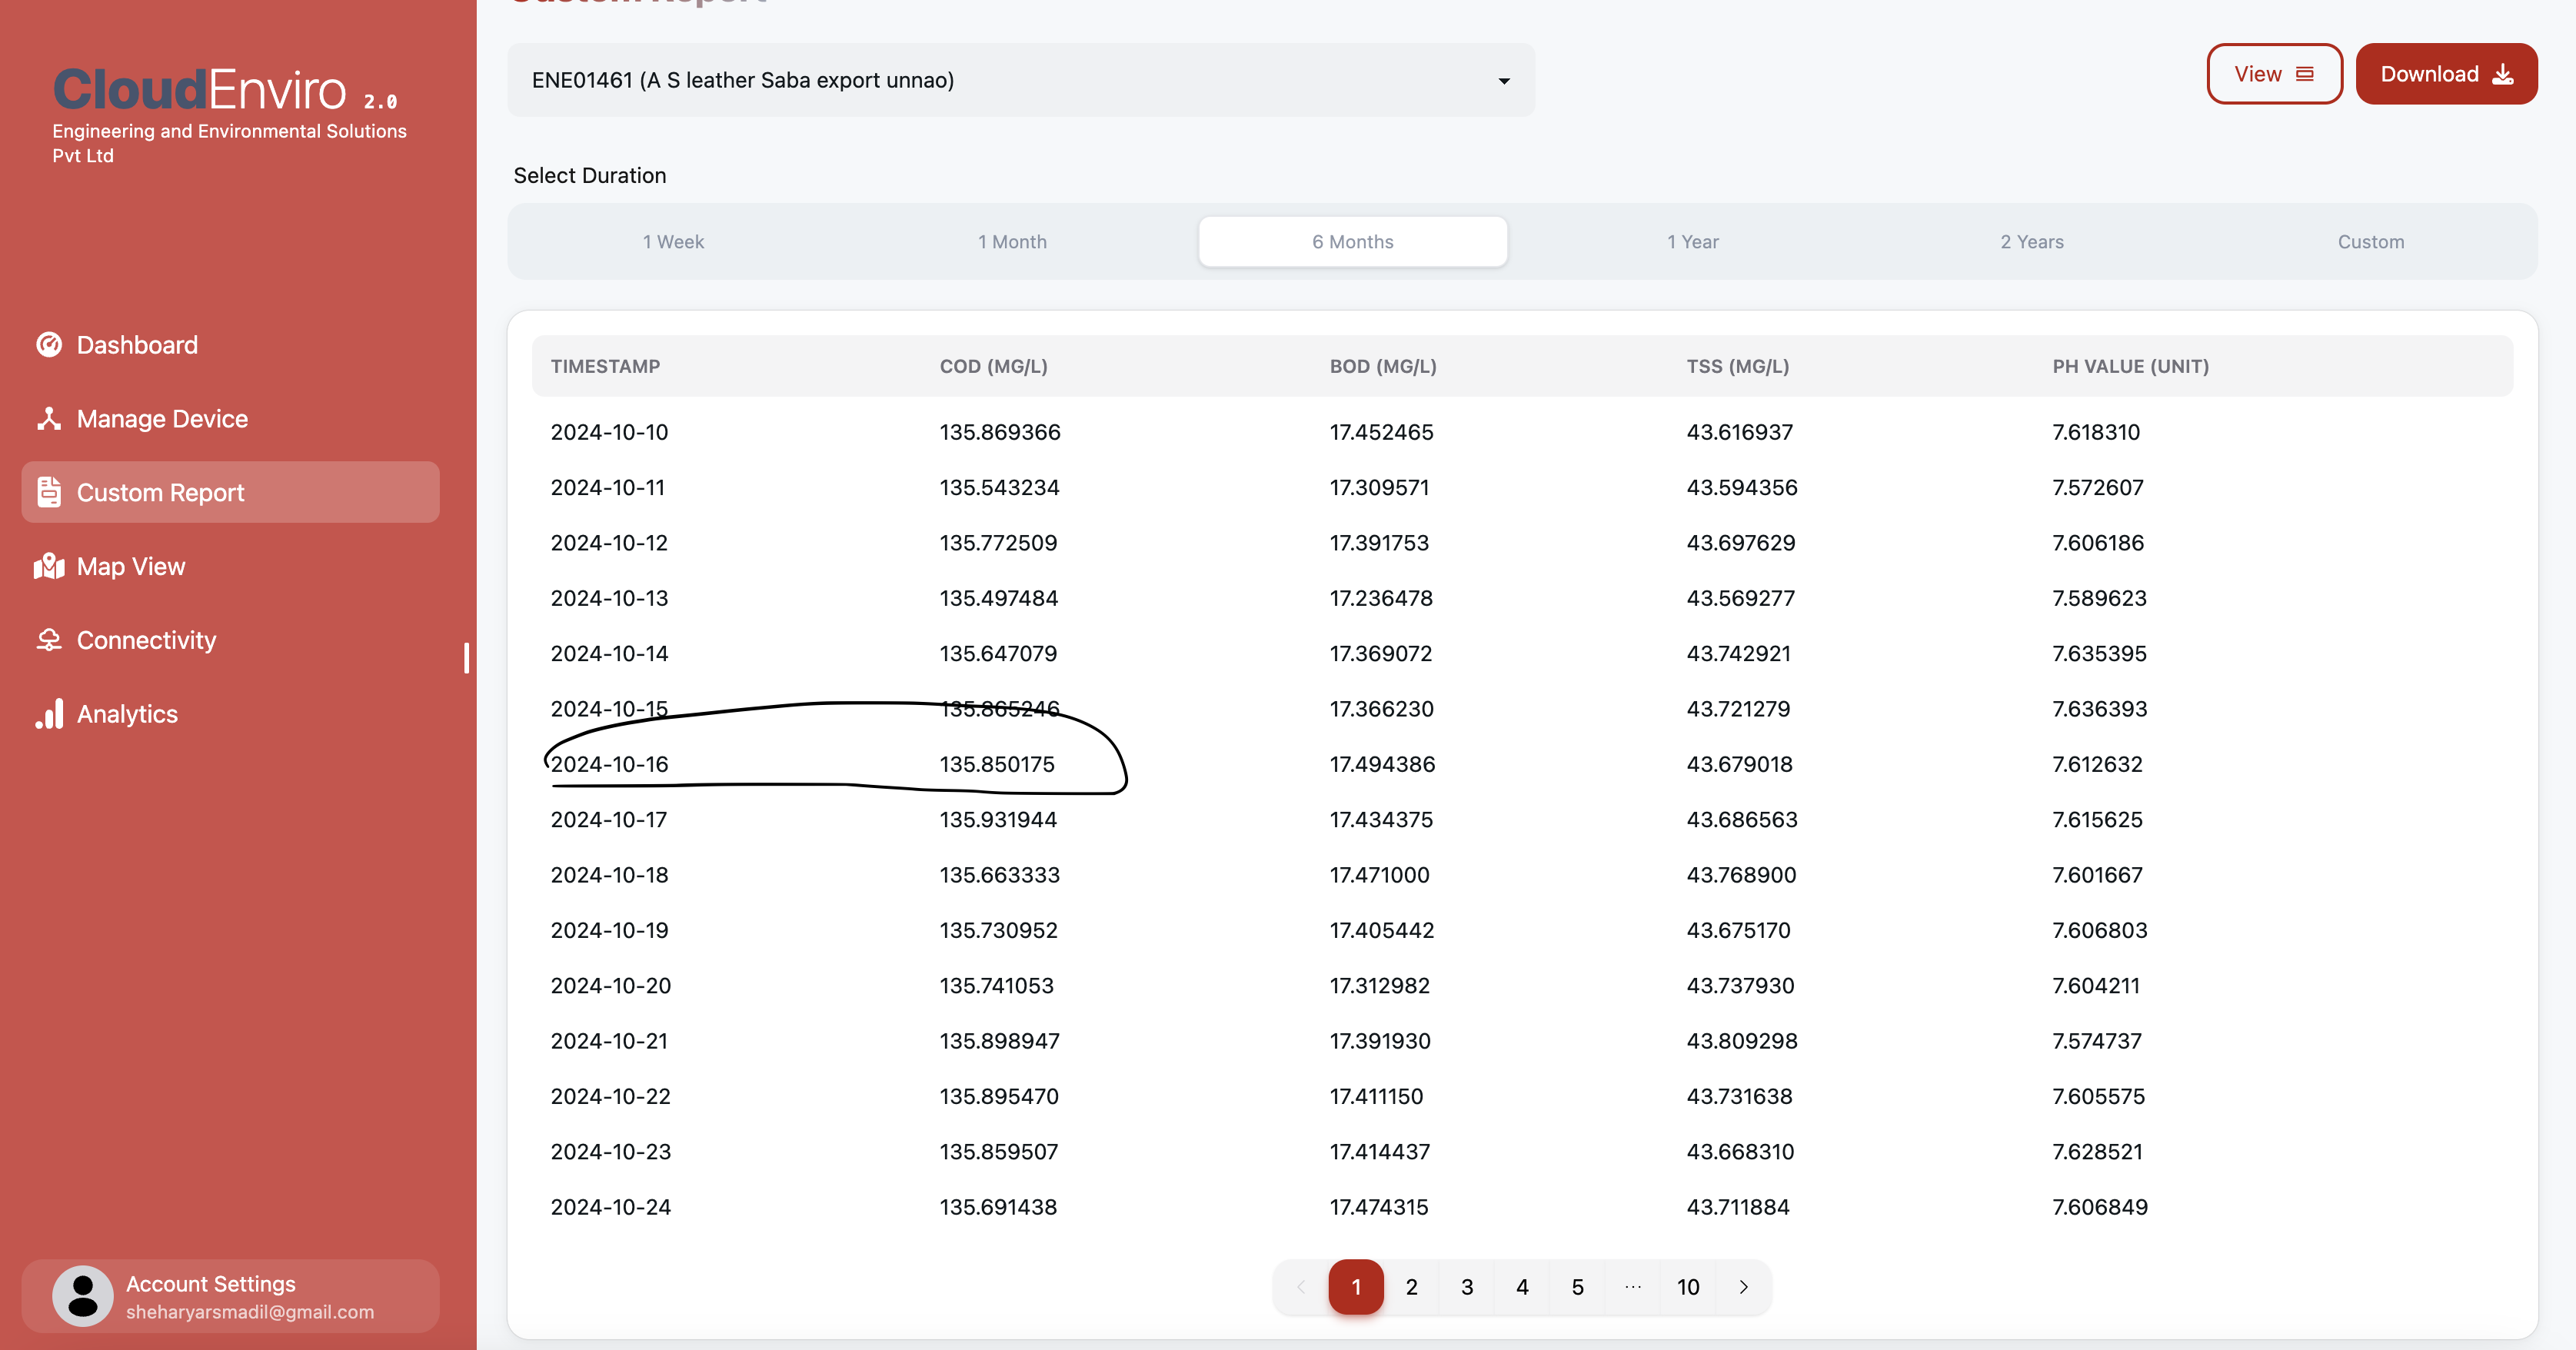 CloudEnviro 2.0
Engineering and Environmental Solutions
Pvt Ltd
Dashboard
Manage Device
Custom Report
Map View
Connectivity
Analytics
Account Settings
sheharyarsmadil@gmail.com
Custom Report
ENE01461 (A S leather Saba export unnao)
View
Download
Select Duration
1 Week 1 Month 6 Months 1 Year 2 Years Custom
TIMESTAMP COD (MG/L) BOD (MG/L) TSS (MG/L) PH VALUE (UNIT)
2024-10-10 135.869366 17.452465 43.616937 7.618310
2024-10-11 135.543234 17.309571 43.594356 7.572607
2024-10-12 135.772509 17.391753 43.697629 7.606186
2024-10-13 135.497484 17.236478 43.569277 7.589623
2024-10-14 135.647079 17.369072 43.742921 7.635395
2024-10-15 135.865246 17.366230 43.721279 7.636393
2024-10-16 135.850175 17.494386 43.679018 7.612632
2024-10-17 135.931944 17.434375 43.686563 7.615625
2024-10-18 135.663333 17.471000 43.768900 7.601667
2024-10-19 135.730952 17.405442 43.675170 7.606803
2024-10-20 135.741053 17.312982 43.737930 7.604211
2024-10-21 135.898947 17.391930 43.809298 7.574737
2024-10-22 135.895470 17.411150 43.731638 7.605575
2024-10-23 135.859507 17.414437 43.668310 7.628521
2024-10-24 135.691438 17.474315 43.711884 7.606849
1 2 3 4 5 ... 10